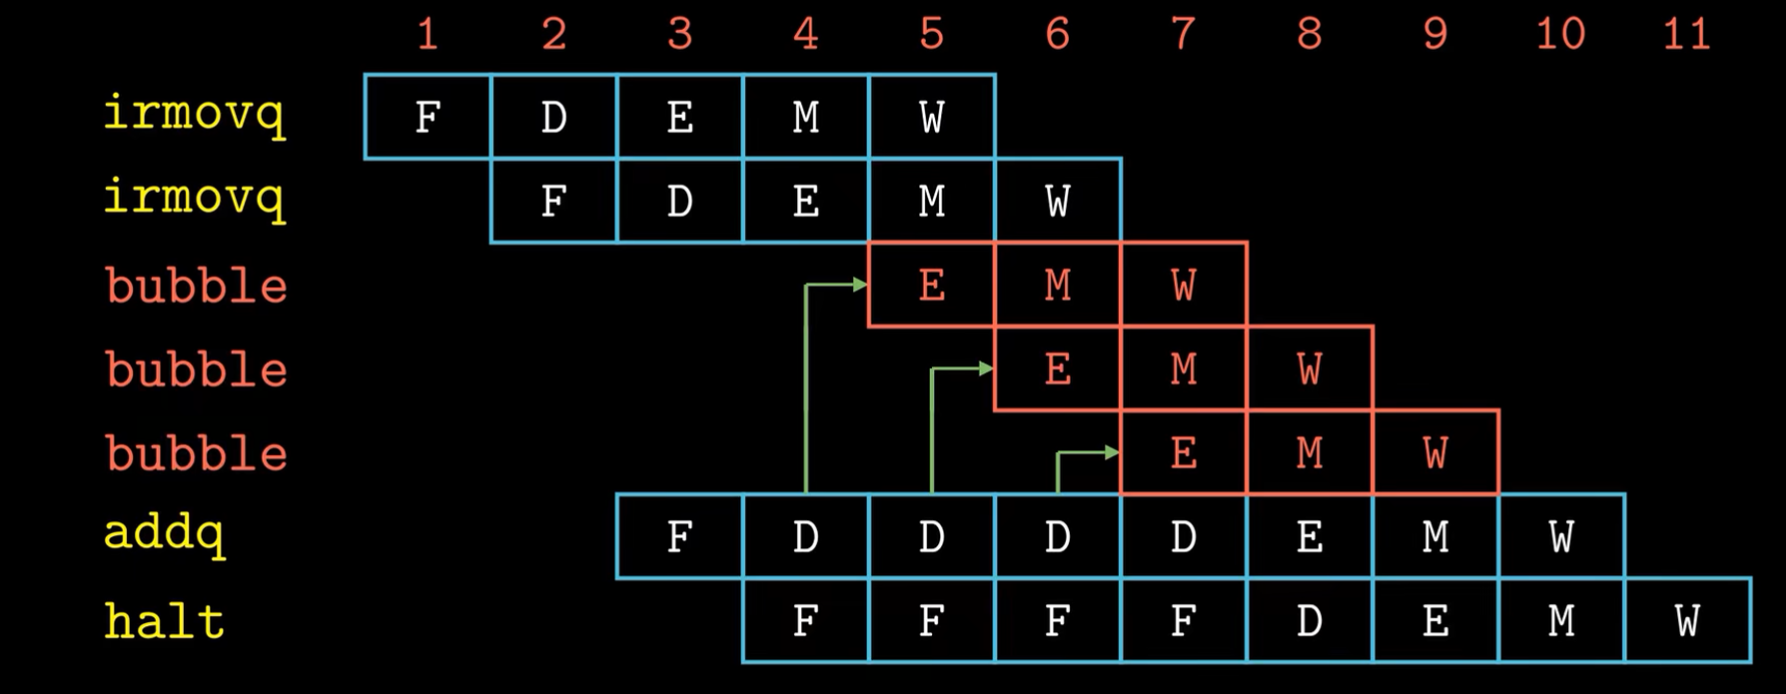 1 2 3 4 5 6 7 8 9 10 11
irmovq F D E M W
irmovq F D E M W
bubble E M W
bubble E M W
bubble E M W
addq F D D D D E M W
halt F F F F D E M W